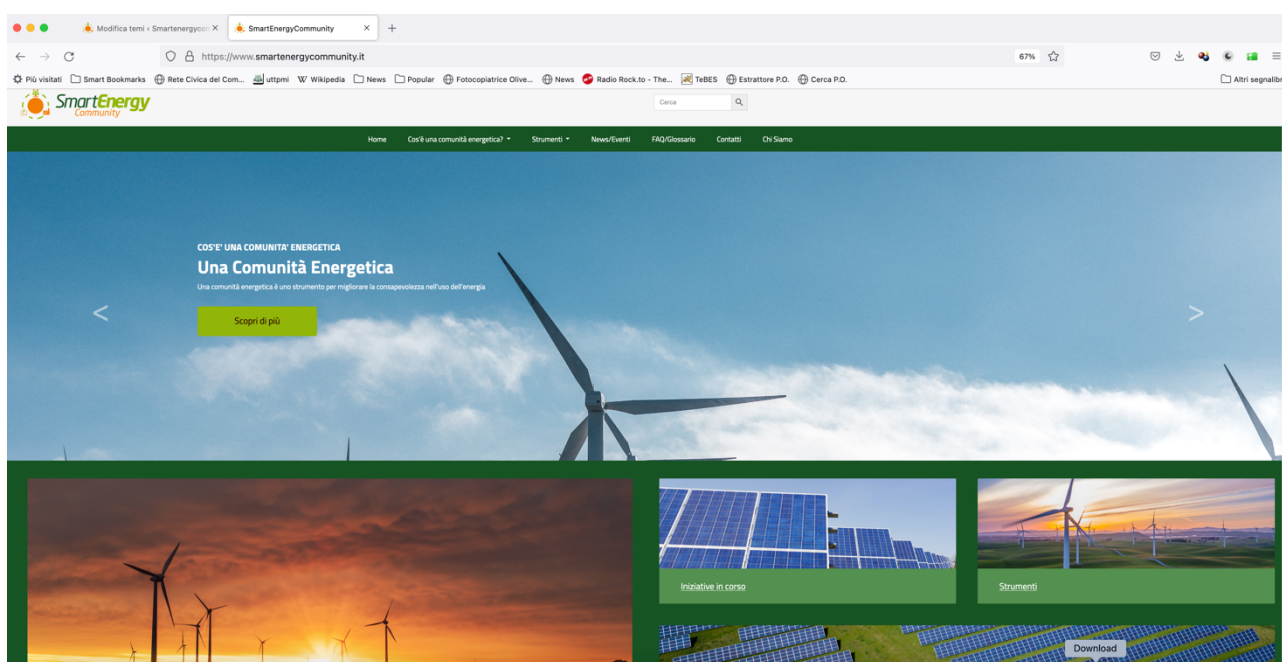 Modifica temi ‹ Smartenergycom
SmartEnergyCommunity
https://www.smartenergycommunity.it
67%
Più visitati
Smart Bookmarks
Rete Civica del Com...
uttpmi
Wikipedia
News
Popular
Fotocopiatrice Olive...
News
Radio Rock.to - The...
TeBES
Estrattore P.O.
Cerca P.O.
Altri segnalibr
SmartEnergy
Community
Cerca
Home
Cos'è una comunità energetica?
Strumenti
News/Eventi
FAQ/Glossario
Contatti
Chi Siamo
COS'E' UNA COMUNITA' ENERGETICA
Una Comunità Energetica
Una comunità energetica è uno strumento per migliorare la consapevolezza nell'uso dell'energia
Scopri di più
Iniziative in corso
Strumenti
Download